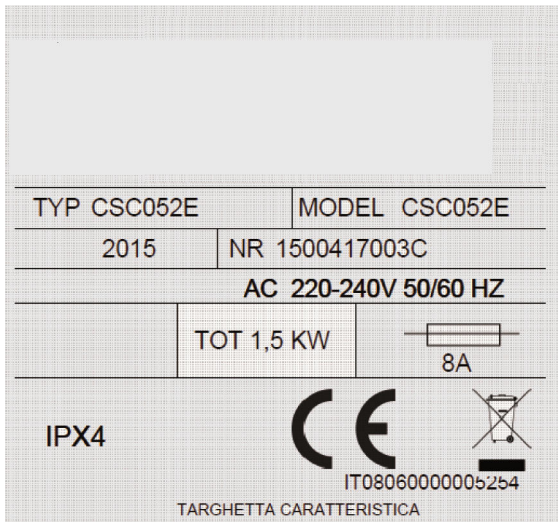 TYP CSC052E MODEL CSC052E
2015 NR 1500417003C
AC 220-240V 50/60 HZ
TOT 1,5 KW
8A
IPX4
CE
IT08060000005254
TARGHETTA CARATTERISTICA